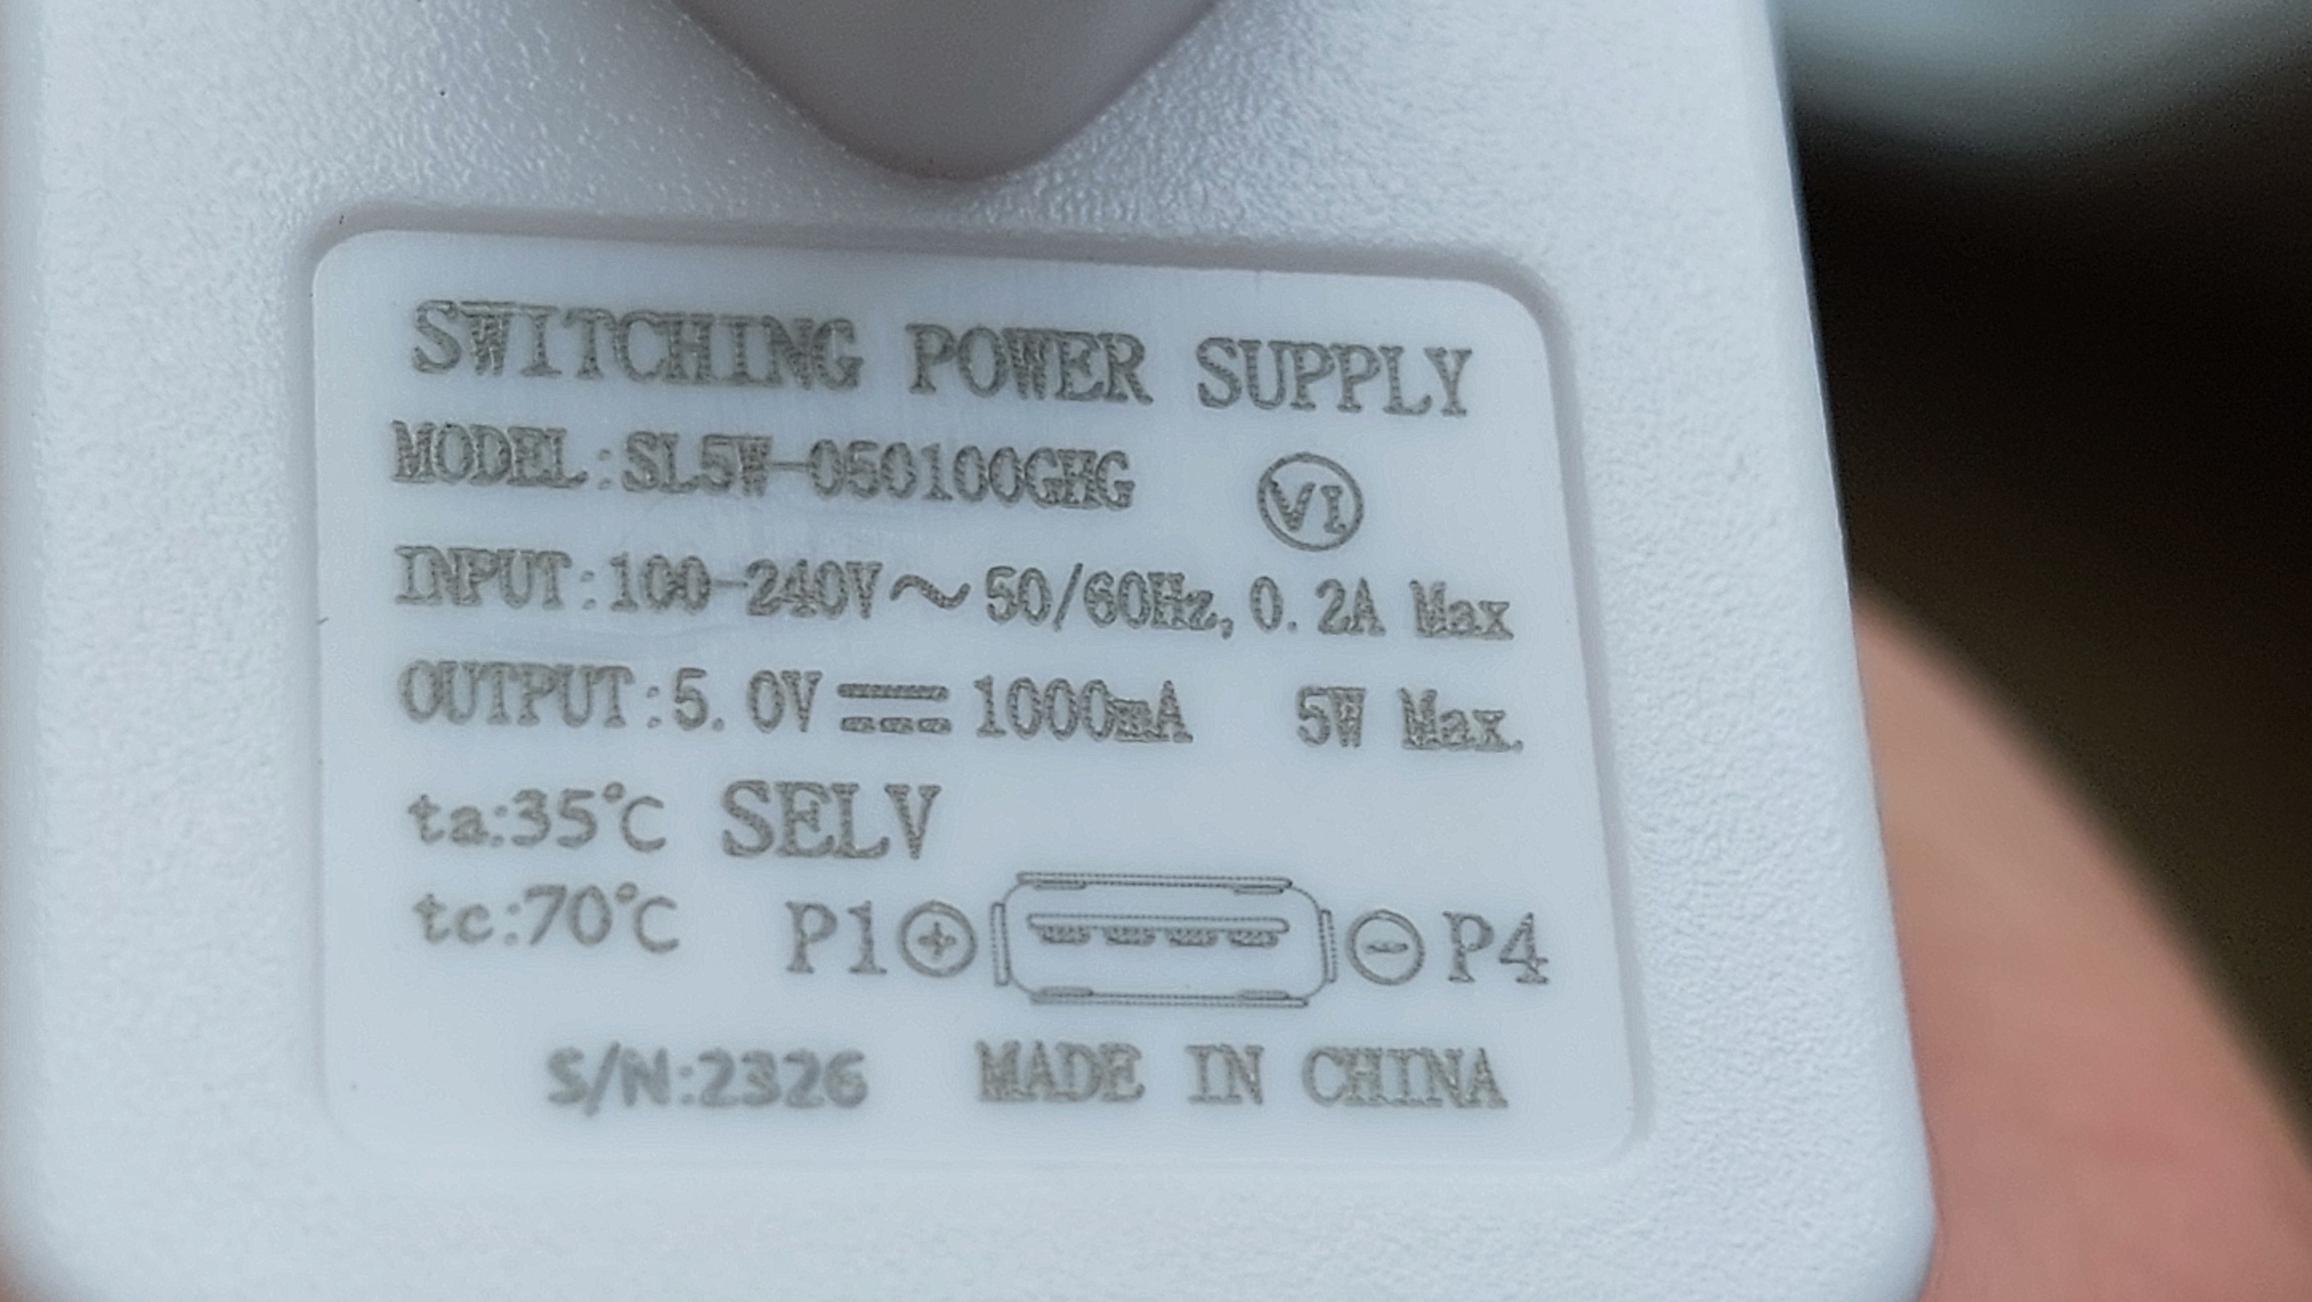 SWITCHING POWER SUPPLY
MODEL:SL5W-050100GHG
VI
INPUT:100-240V~50/60Hz,0.2A Max
OUTPUT:5.0V⎓1000mA 5W Max.
ta:35℃ SELV
tc:70℃ P1⊕ ⊖P4
S/N:2326 MADE IN CHINA